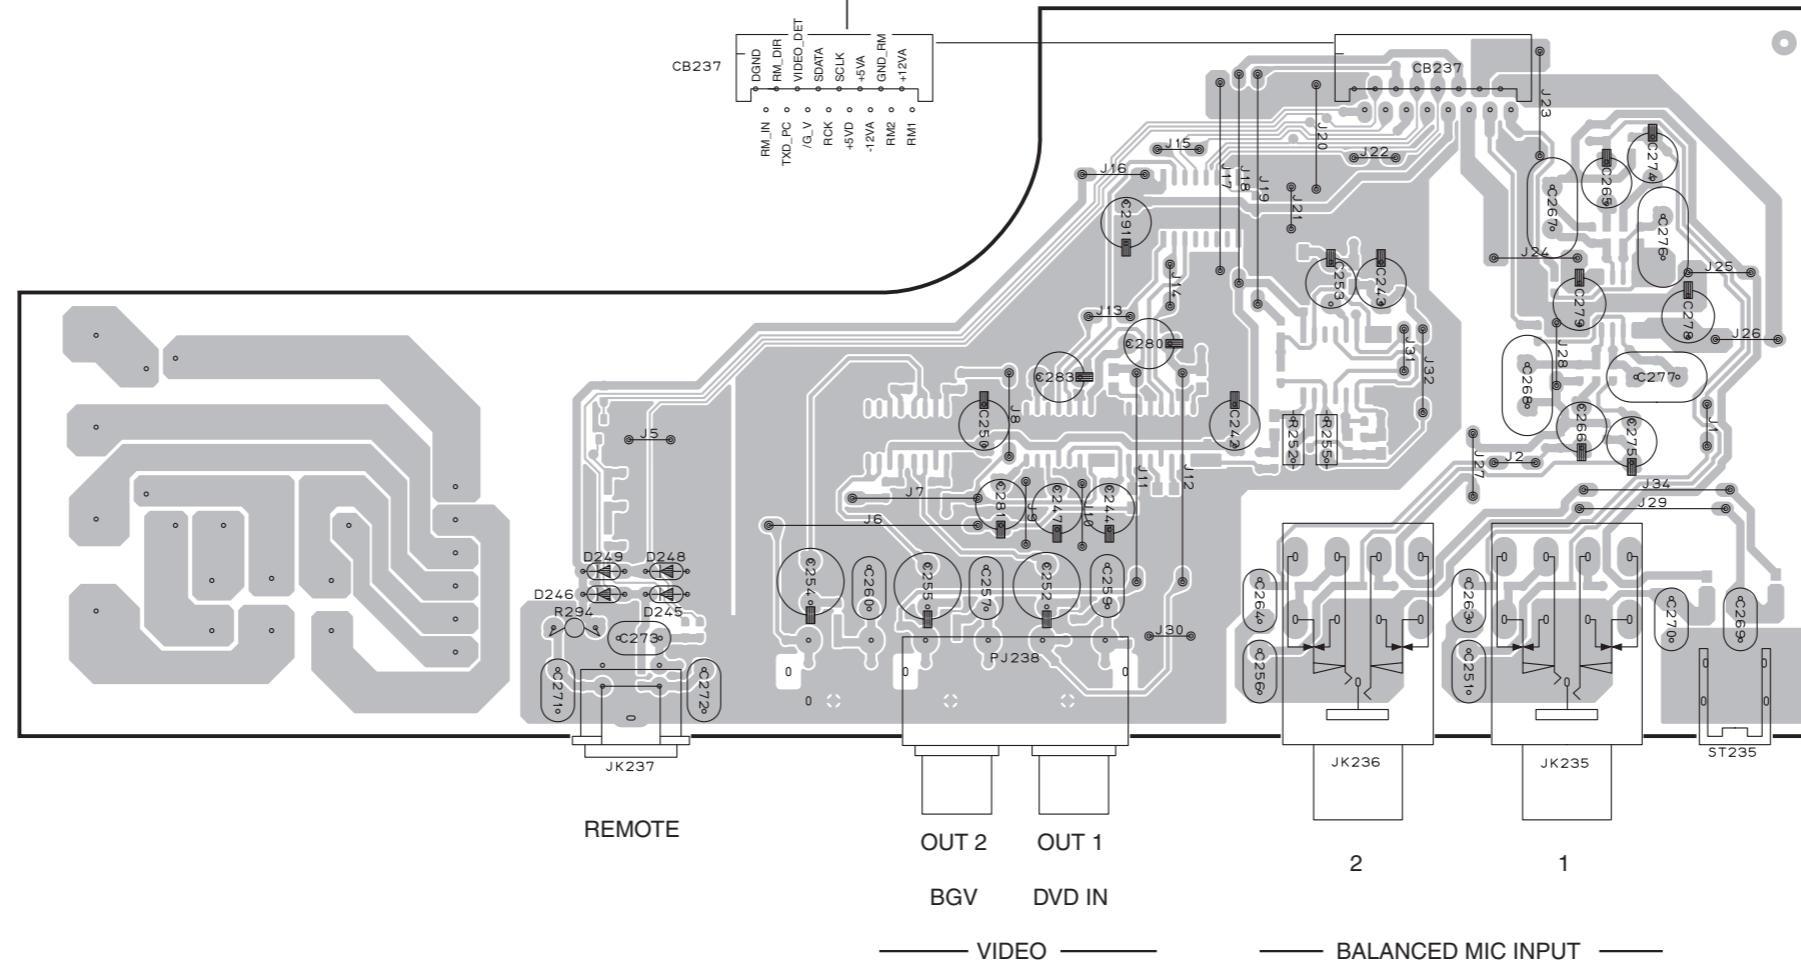 CB237
DGND
RM_DIR
VIDEO_DET
SDATA
SCLK
+5VA
GND_RM
+12VA
RM_IN
TXD_PC
/G_V
RCK
+5VD
-12VA
RM2
RM1
CB237
J23
J20
J15
J22
J16
J17
J18
J19
J21
C274
C265
C267
C276
C291
J24
J25
J14
C253
C243
C279
C278
J13
C280
J31
J32
J28
J26
C283
C268
C277
J5
C250
J8
C242
R252
R255
C266
C275
J1
J27
J2
J11
J12
J7
J6
C281
J9
C247
J10
C244
J34
J29
D249
D248
D246
D245
R294
C273
C254
C260
C255
C257
C252
C259
C264
C263
C270
C269
J30
PJ238
C256
C251
C271
C272
JK237
JK236
JK235
ST235
REMOTE
OUT 2
OUT 1
2
1
BGV
DVD IN
VIDEO
BALANCED MIC INPUT